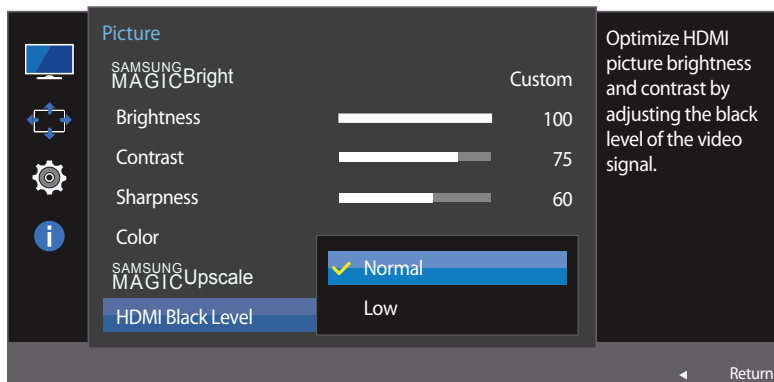 Picture
SAMSUNG
MAGICBright Custom
Brightness 100
Contrast 75
Sharpness 60
Color
SAMSUNG
MAGICUpscale
HDMI Black Level
Normal
Low
Optimize HDMI
picture brightness
and contrast by
adjusting the black
level of the video
signal.
Return